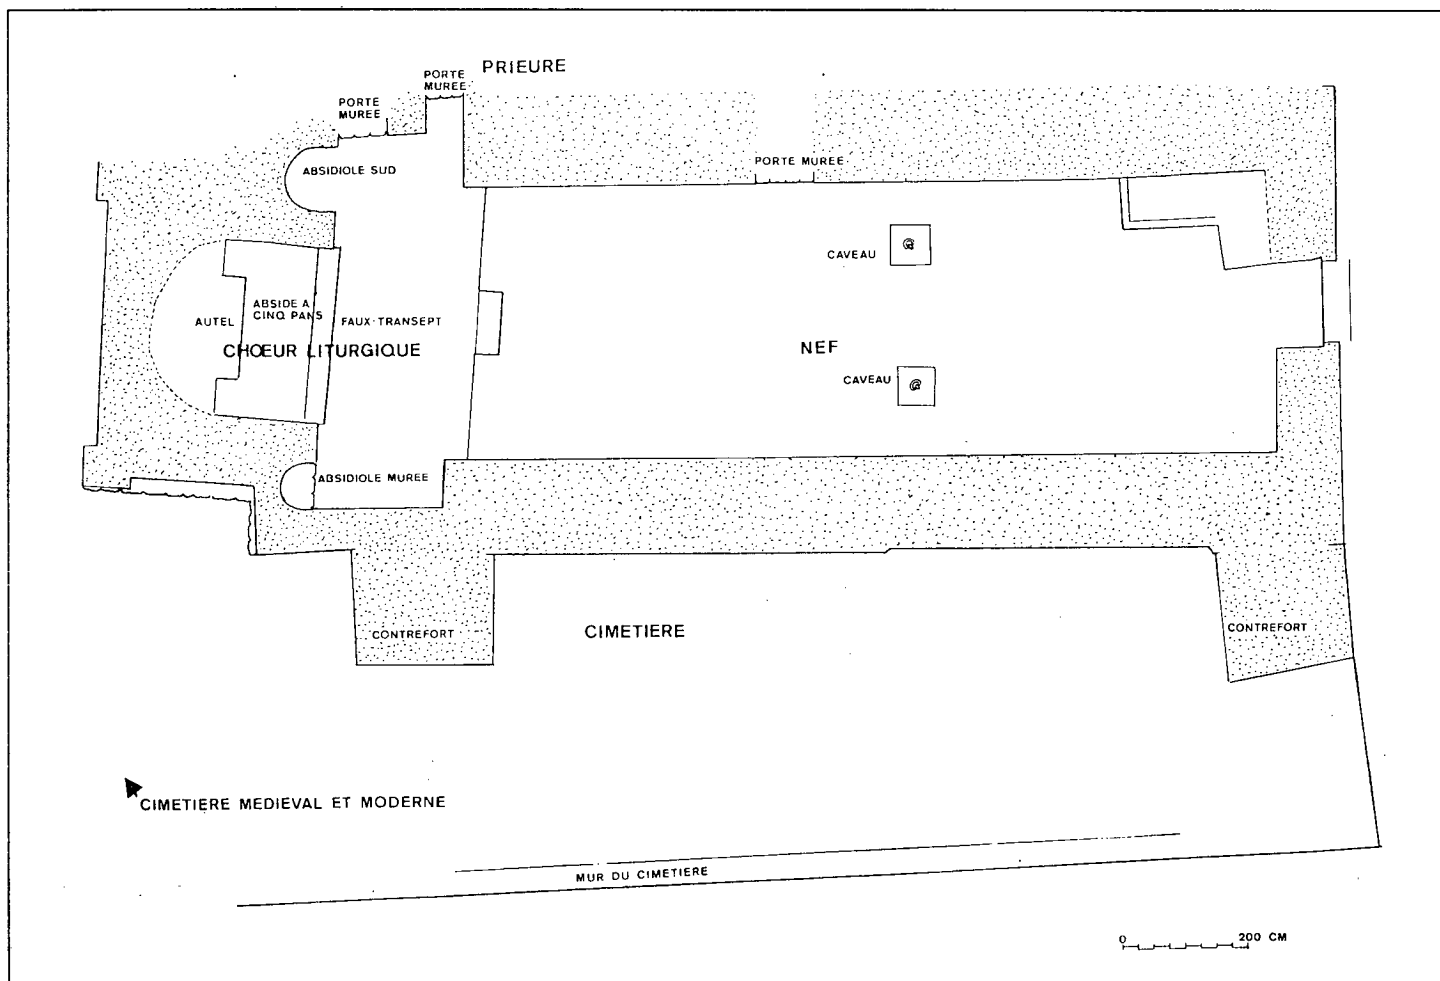 PRIEURE
PORTE
MUREE
PORTE
MUREE
ABSIDIOLE SUD
PORTE MUREE
CAVEAU
ABSIDE A
CINQ PANS
AUTEL
FAUX-TRANSEPT
CHŒUR LITURGIQUE
NEF
CAVEAU
ABSIDIOLE MUREE
CONTREFORT
CIMETIERE
CONTREFORT
CIMETIERE MEDIEVAL ET MODERNE
MUR DU CIMETIERE
0 200 CM